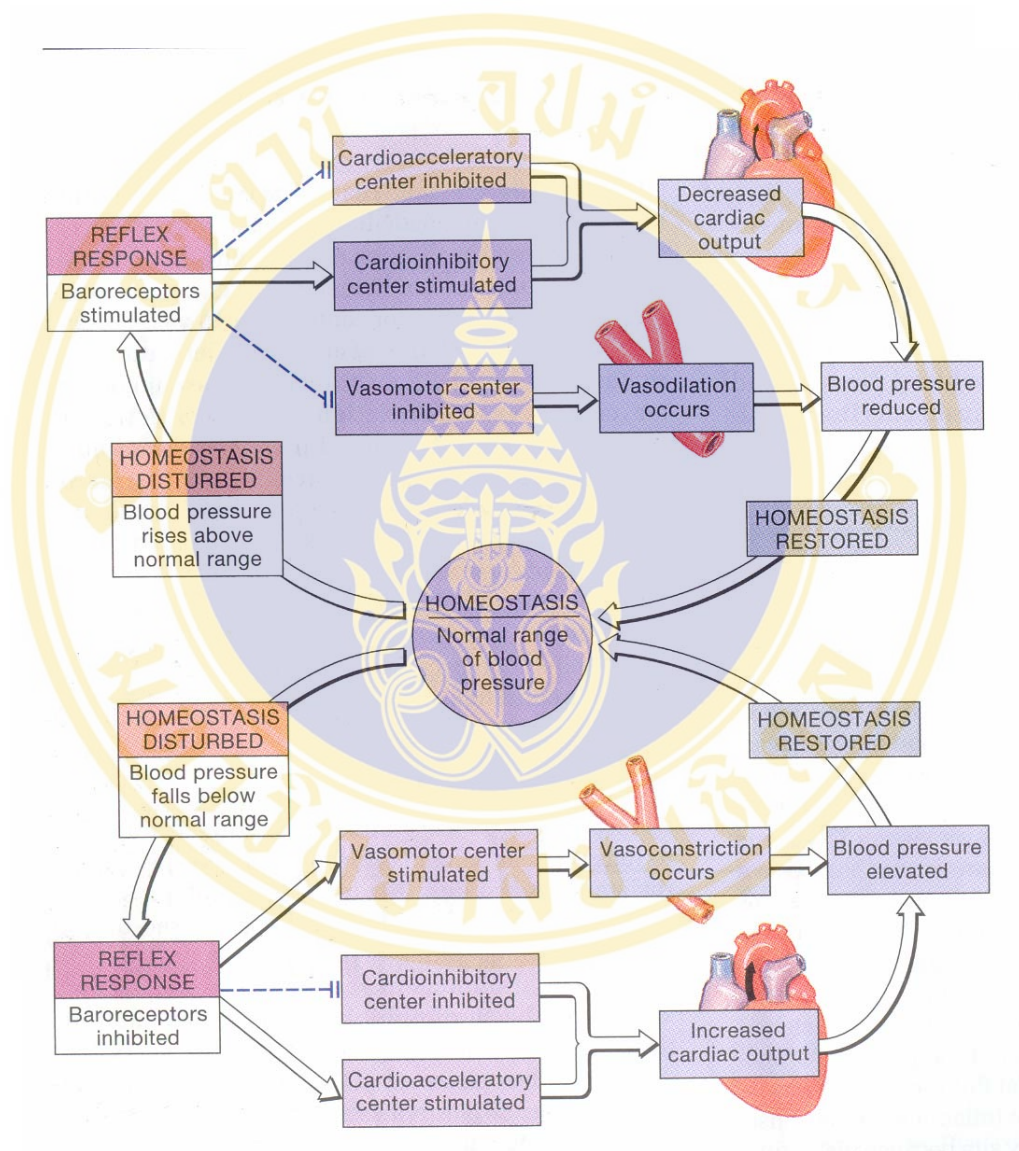 Cardioacceleratory
center inhibited
Decreased
cardiac
output
REFLEX
RESPONSE
Baroreceptors
stimulated
Cardioinhibitory
center stimulated
Vasomotor center
inhibited
Vasodilation
occurs
Blood pressure
reduced
HOMEOSTASIS
DISTURBED
Blood pressure
rises above
normal range
HOMEOSTASIS
RESTORED
HOMEOSTASIS
Normal range
of blood
pressure
HOMEOSTASIS
DISTURBED
Blood pressure
falls below
normal range
HOMEOSTASIS
RESTORED
Vasomotor center
stimulated
Vasoconstriction
occurs
Blood pressure
elevated
REFLEX
RESPONSE
Baroreceptors
inhibited
Cardioinhibitory
center inhibited
Increased
cardiac output
Cardioacceleratory
center stimulated